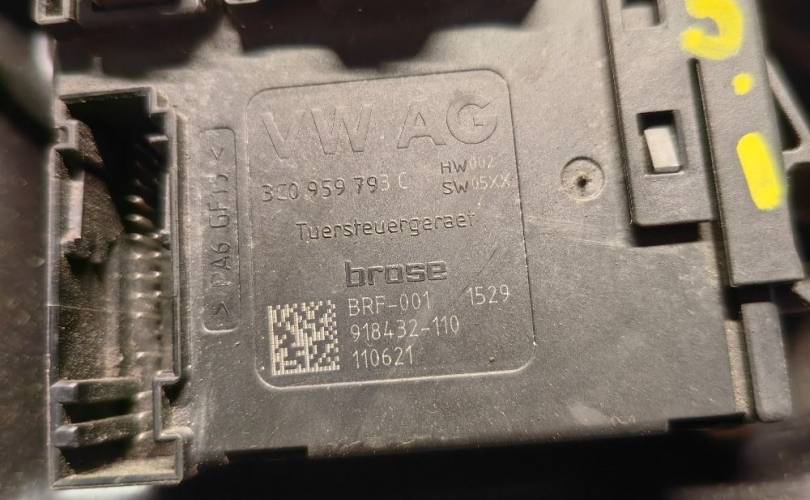 VW AG
3C0 959 793 C HW 002
SW 05XX
Tuersteuergeraet
brose
BRF-001 1529
918432-110
110621
>PA6 GF15<
S.